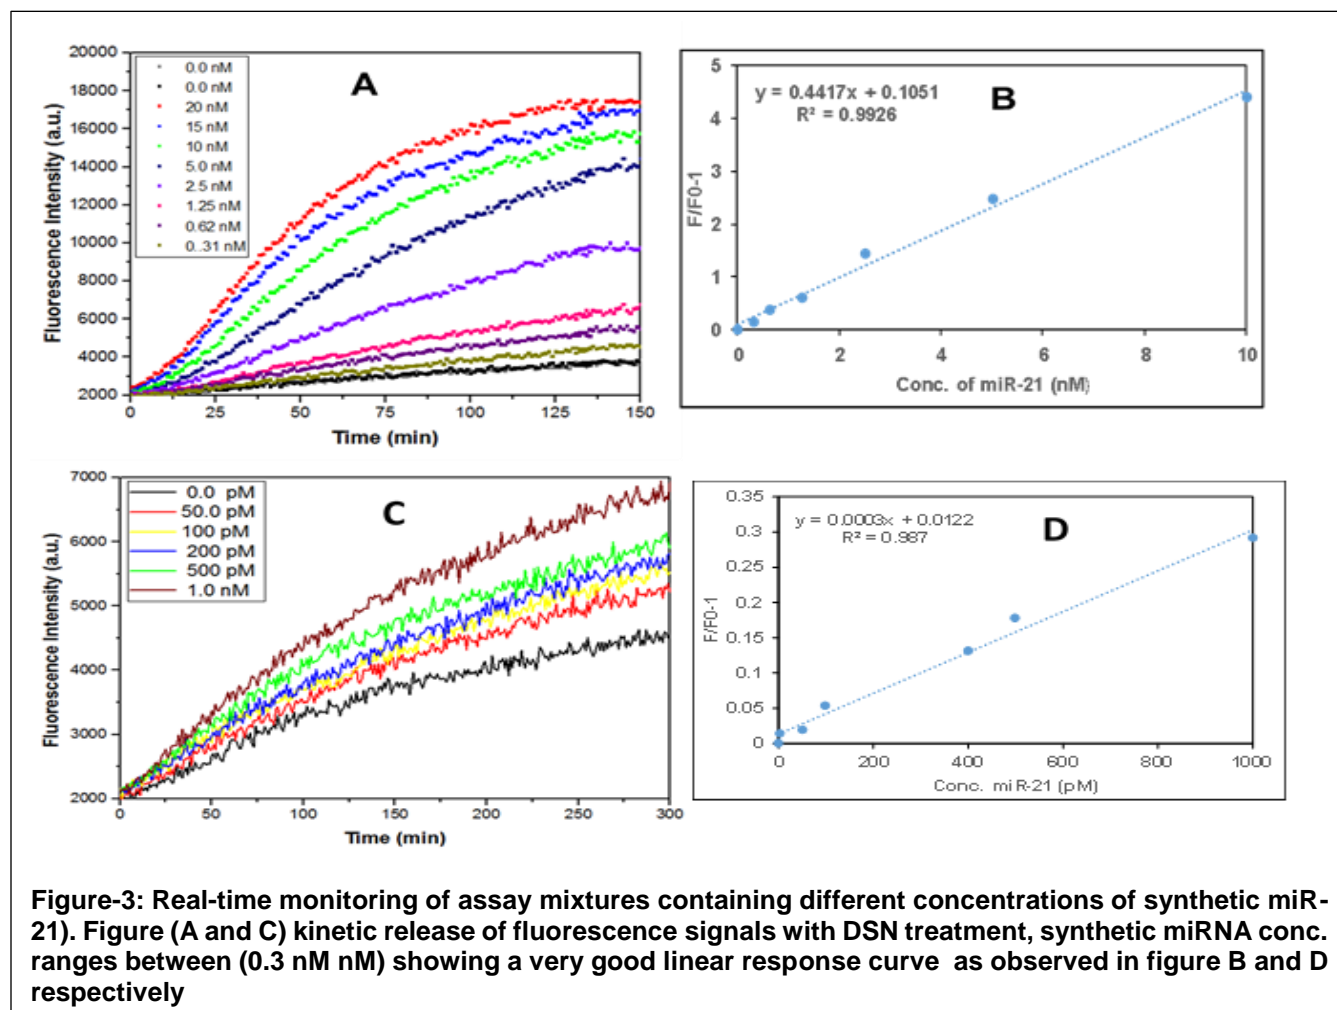 A
20000
18000
16000
14000
12000
10000
8000
6000
4000
2000
Fluorescence Intensity (a.u.)
0.0 nM
0.0 nM
20 nM
15 nM
10 nM
5.0 nM
2.5 nM
1.25 nM
0.62 nM
0..31 nM
0 25 50 75 100 125 150
Time (min)
B
y = 0.4417x + 0.1051
R² = 0.9926
5
4
3
2
1
0
F/F0-1
0 2 4 6 8 10
Conc. of miR-21 (nM)
C
7000
6000
5000
4000
3000
2000
Fluorescence Intensity (a.u.)
0.0 pM
50.0 pM
100 pM
200 pM
500 pM
1.0 nM
0 50 100 150 200 250 300
Time (min)
D
y = 0.0003x + 0.0122
R² = 0.987
0.35
0.3
0.25
0.2
0.15
0.1
0.05
0
F/F0-1
0 200 400 600 800 1000
Conc. miR-21 (pM)
Figure-3: Real-time monitoring of assay mixtures containing different concentrations of synthetic miR-
21). Figure (A and C) kinetic release of fluorescence signals with DSN treatment, synthetic miRNA conc.
ranges between (0.3 nM nM) showing a very good linear response curve as observed in figure B and D
respectively